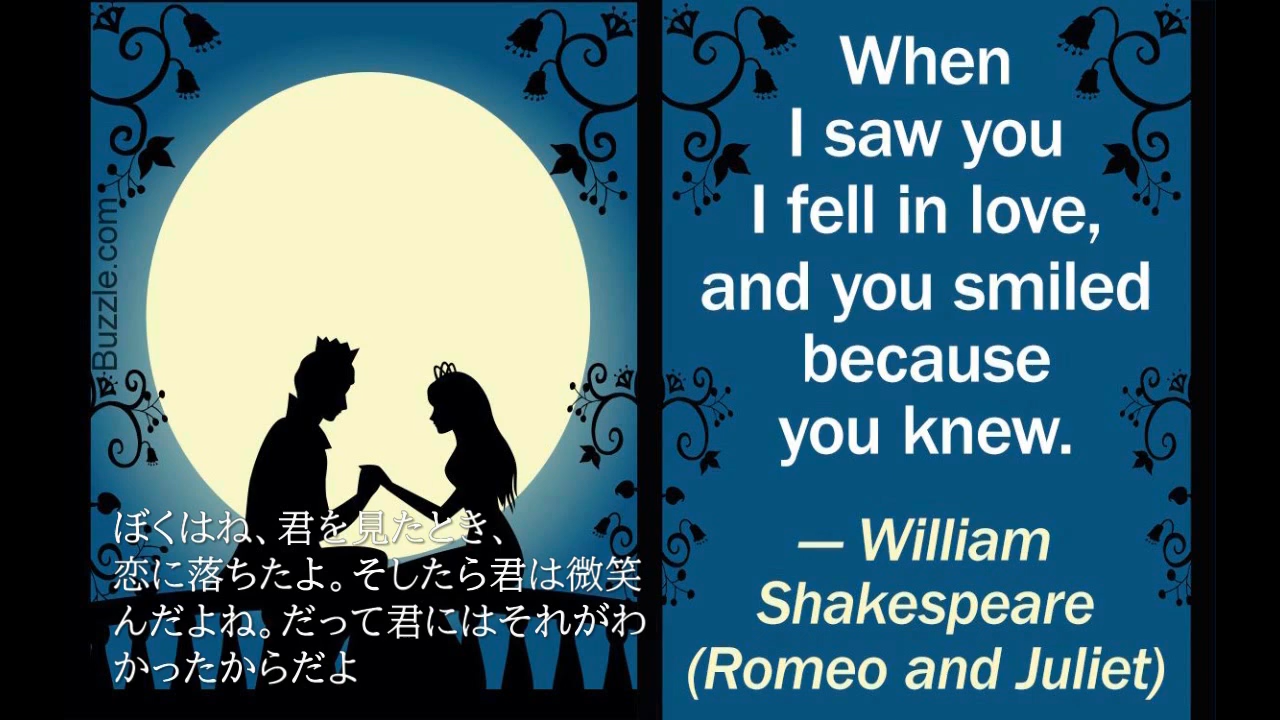 Buzzle.com
ぼくはね、君を見たとき、
恋に落ちたよ。そしたら君は微笑
んだよね。だって君にはそれがわ
かったからだよ
When
I saw you
I fell in love,
and you smiled
because
you knew.
— William
Shakespeare
(Romeo and Juliet)